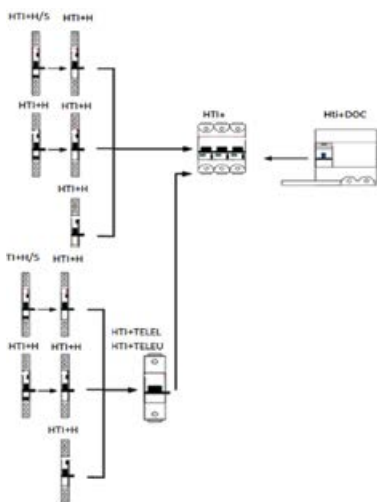 HTI+H/S HTI+H
HTI+H HTI+H
HTI+H
HTI+
Hti+DOC
TI+H/S HTI+H
HTI+H HTI+H
HTI+H
HTI+TELEL
HTI+TELEU